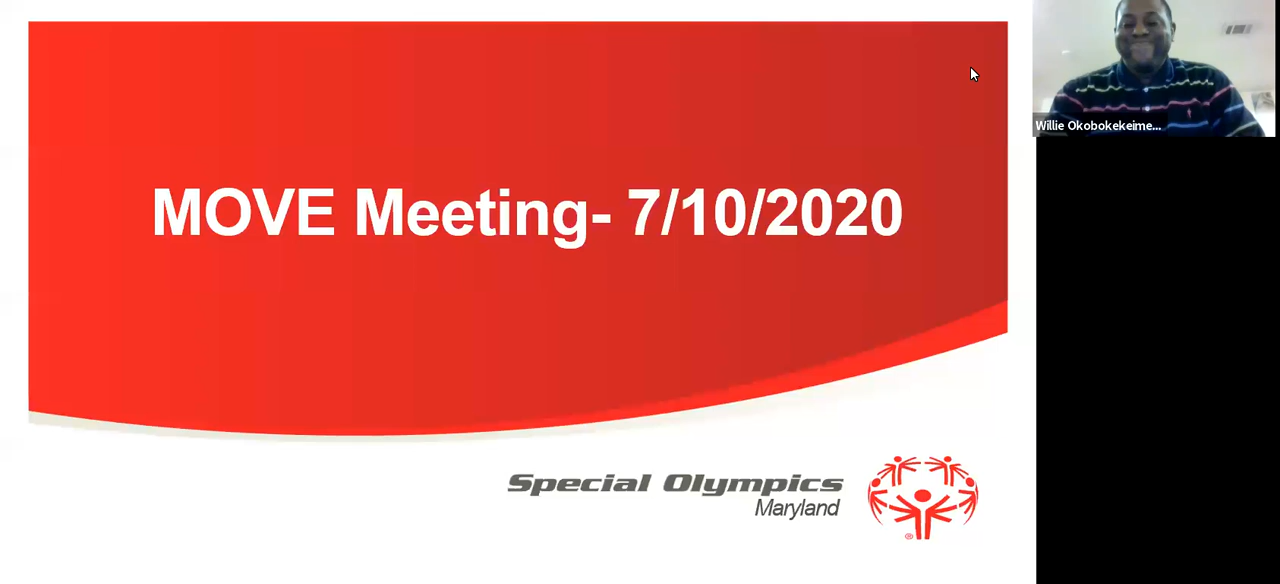 MOVE Meeting- 7/10/2020
Willie Okobokekeime...
Special Olympics
Maryland
®